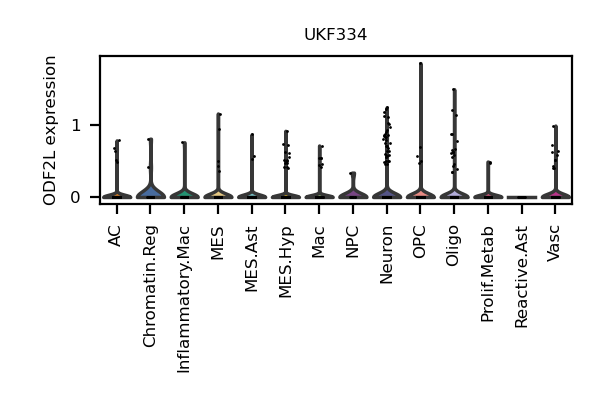 UKF334
ODF2L expression
1
0
AC
Chromatin.Reg
Inflammatory.Mac
MES
MES.Ast
MES.Hyp
Mac
NPC
Neuron
OPC
Oligo
Prolif.Metab
Reactive.Ast
Vasc